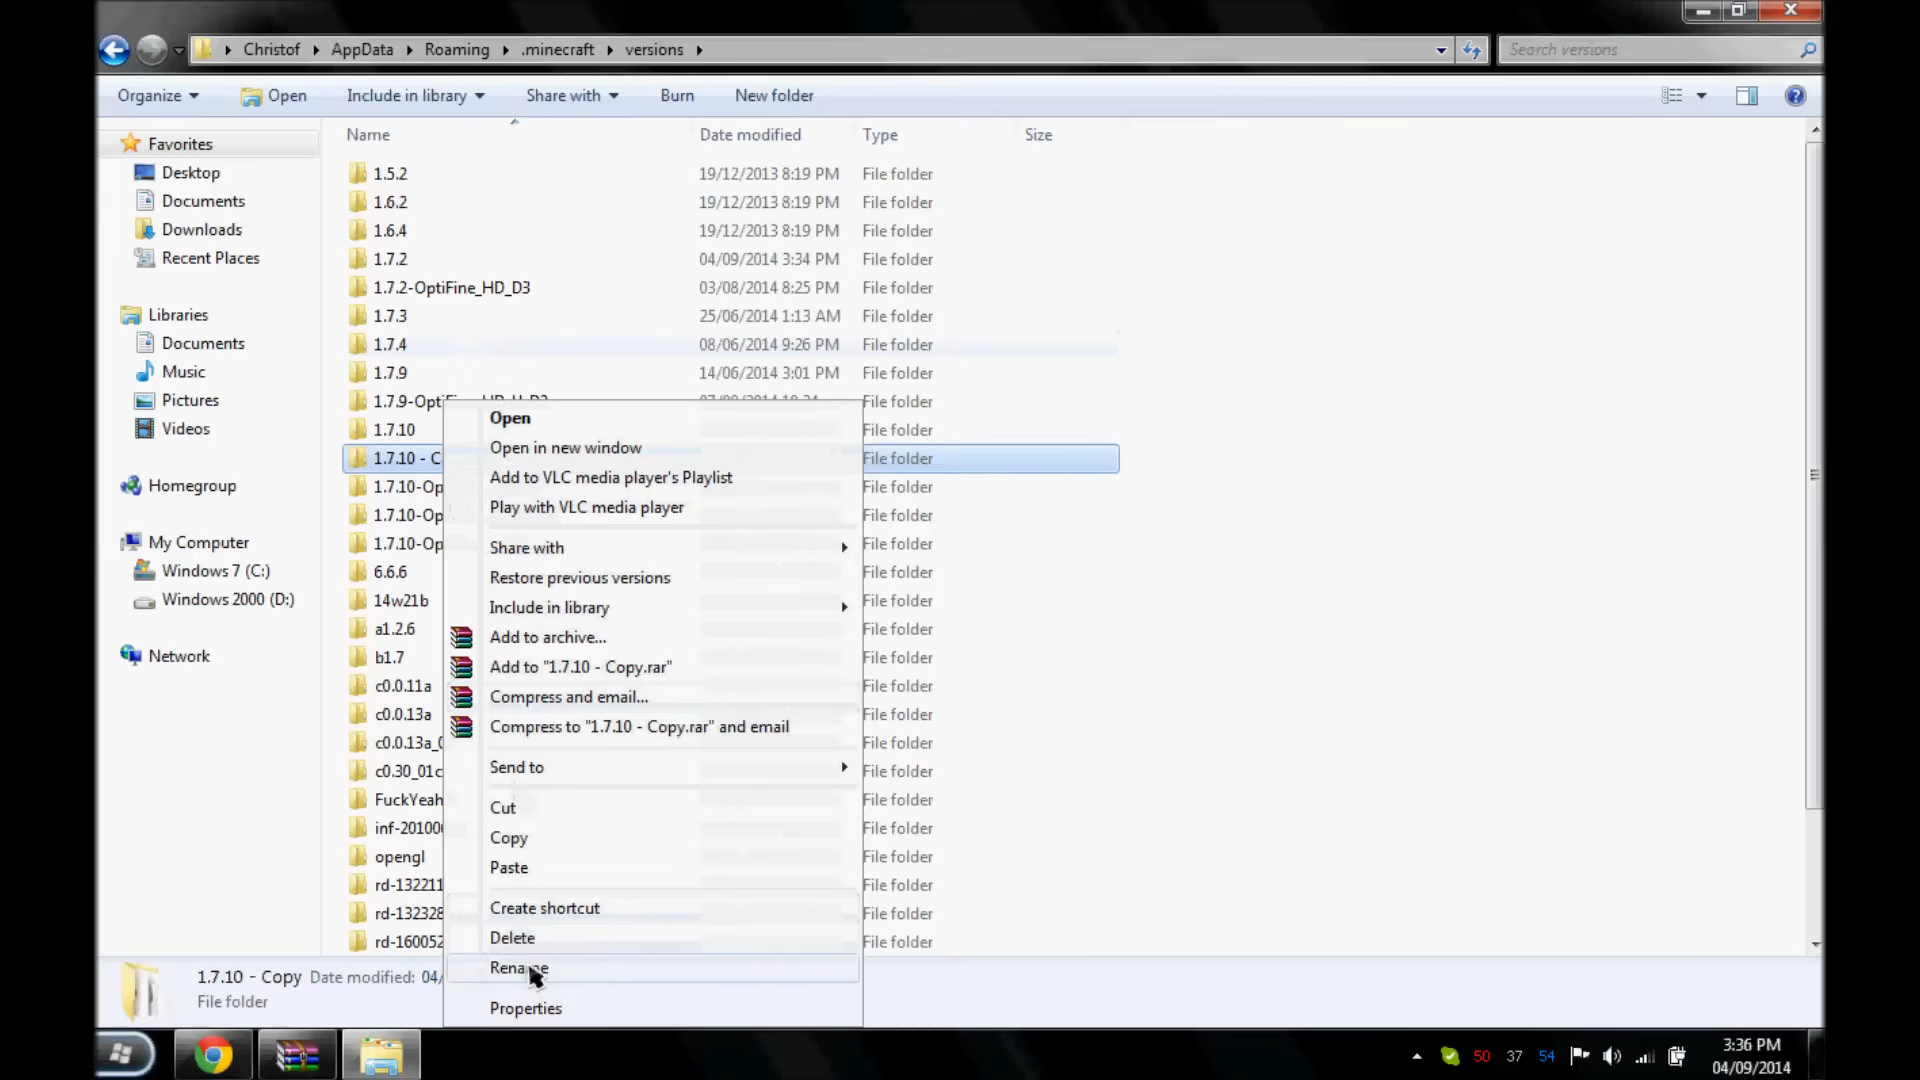 Christof AppData Roaming .minecraft versions
Search versions
Organize Open Include in library Share with Burn New folder
Name Date modified Type Size
Favorites
Desktop
Documents
Downloads
Recent Places
Libraries
Documents
Music
Pictures
Videos
Homegroup
My Computer
Windows 7 (C:)
Windows 2000 (D:)
Network
1.5.2 19/12/2013 8:19 PM File folder
1.6.2 19/12/2013 8:19 PM File folder
1.6.4 19/12/2013 8:19 PM File folder
1.7.2 04/09/2014 3:34 PM File folder
1.7.2-OptiFine_HD_D3 03/08/2014 8:25 PM File folder
1.7.3 25/06/2014 1:13 AM File folder
1.7.4 08/06/2014 9:26 PM File folder
1.7.9 14/06/2014 3:01 PM File folder
1.7.9-Opti File folder
1.7.10 File folder
1.7.10 - C File folder
1.7.10-Op File folder
1.7.10-Op File folder
1.7.10-Op File folder
6.6.6 File folder
14w21b File folder
a1.2.6 File folder
b1.7 File folder
c0.0.11a File folder
c0.0.13a File folder
c0.0.13a_0 File folder
c0.30_01c File folder
FuckYeah File folder
inf-20100 File folder
opengl File folder
rd-132211 File folder
rd-132328 File folder
rd-160052 File folder
Open
Open in new window
Add to VLC media player's Playlist
Play with VLC media player
Share with
Restore previous versions
Include in library
Add to archive...
Add to "1.7.10 - Copy.rar"
Compress and email...
Compress to "1.7.10 - Copy.rar" and email
Send to
Cut
Copy
Paste
Create shortcut
Delete
Rename
Properties
1.7.10 - Copy Date modified: 04/
File folder
50 37 54
3:36 PM
04/09/2014